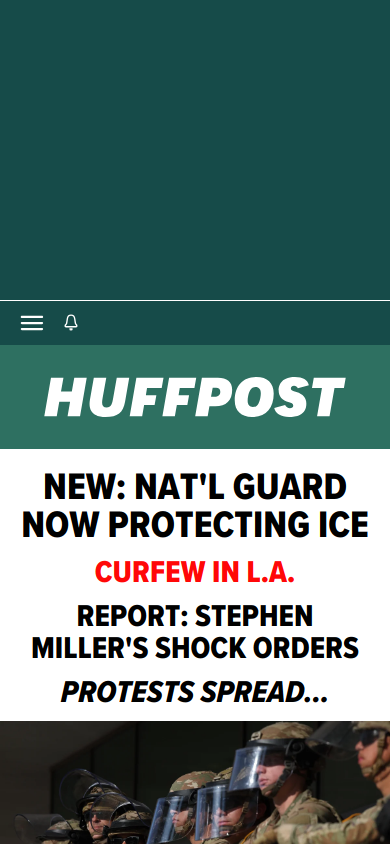 HUFFPOST
NEW: NAT'L GUARD
NOW PROTECTING ICE
CURFEW IN L.A.
REPORT: STEPHEN
MILLER'S SHOCK ORDERS
PROTESTS SPREAD...